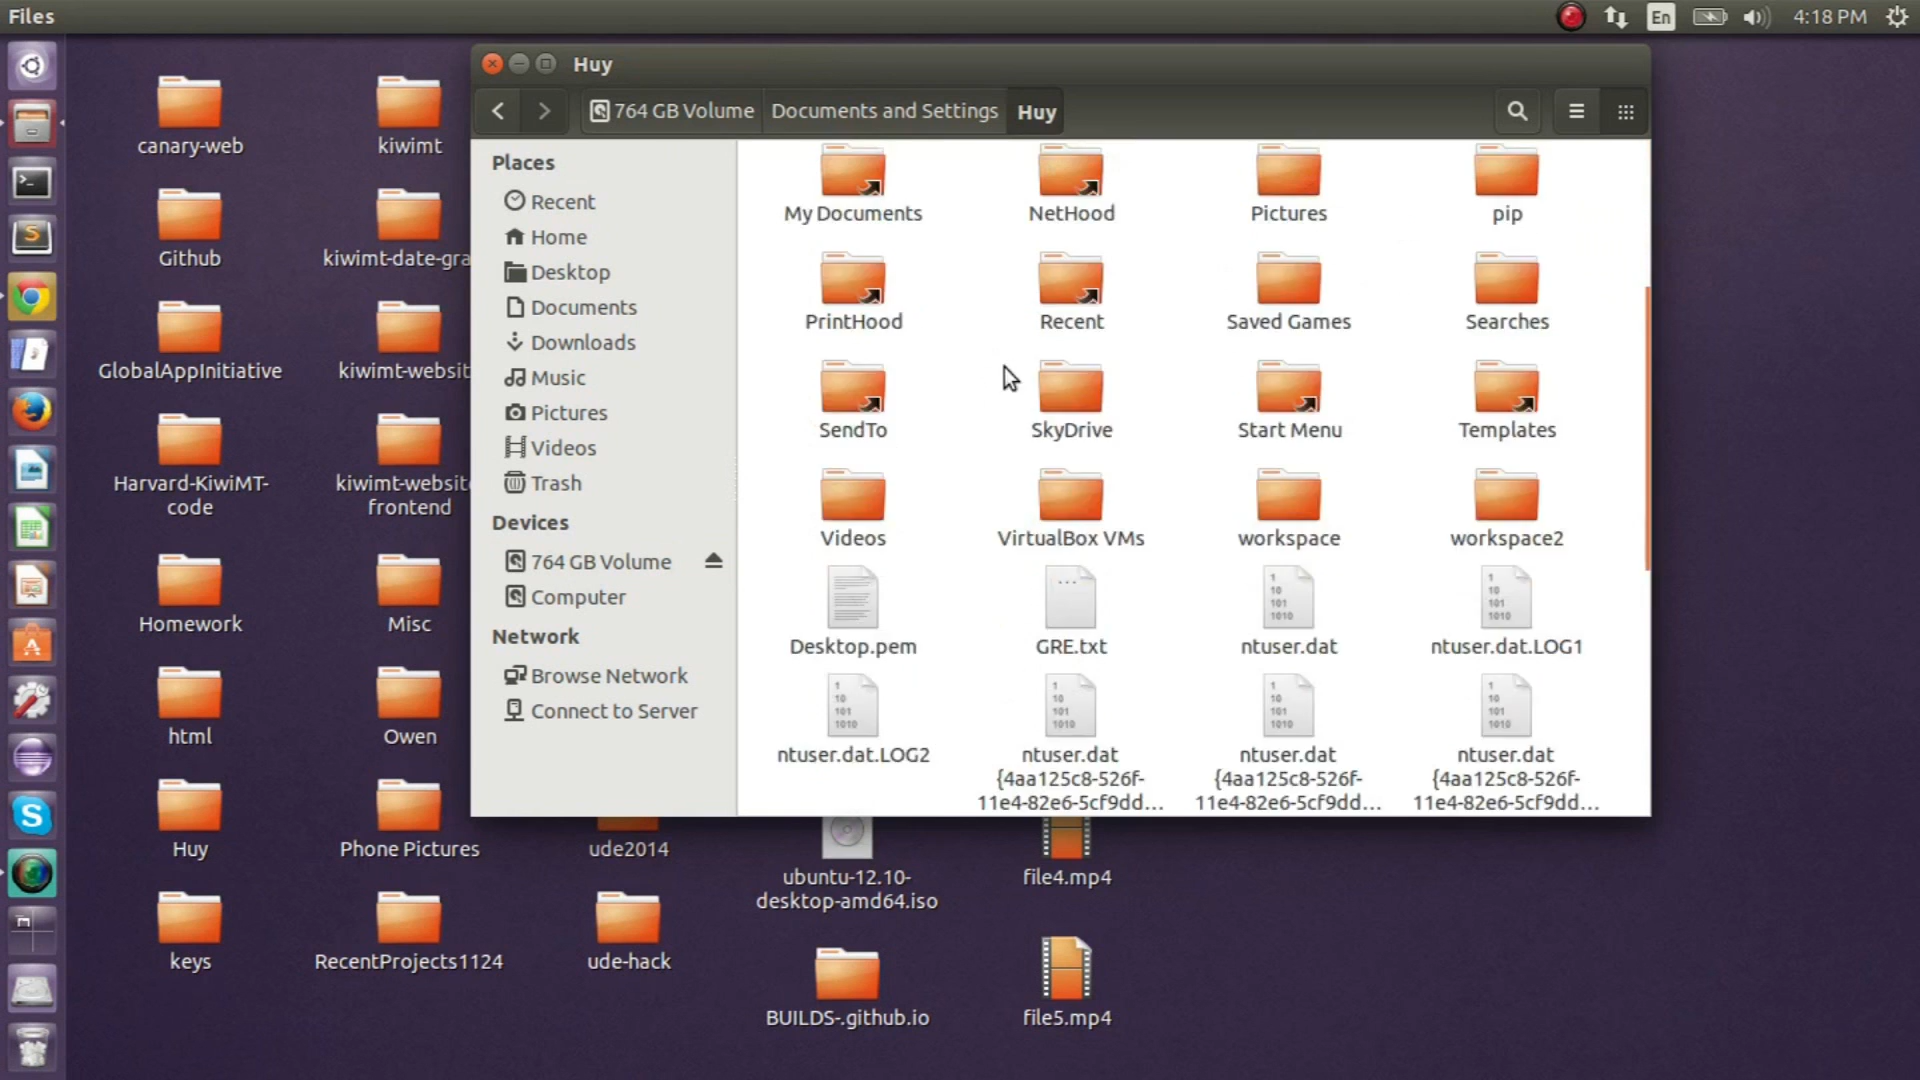 Files
En
4:18 PM
Huy
764 GB Volume
Documents and Settings
Huy
Places
Recent
Home
Desktop
Documents
Downloads
Music
Pictures
Videos
Trash
Devices
764 GB Volume
Computer
Network
Browse Network
Connect to Server
My Documents
NetHood
Pictures
pip
PrintHood
Recent
Saved Games
Searches
SendTo
SkyDrive
Start Menu
Templates
Videos
VirtualBox VMs
workspace
workspace2
Desktop.pem
GRE.txt
ntuser.dat
ntuser.dat.LOG1
ntuser.dat.LOG2
ntuser.dat
{4aa125c8-526f-
11e4-82e6-5cf9dd...
ntuser.dat
{4aa125c8-526f-
11e4-82e6-5cf9dd...
ntuser.dat
{4aa125c8-526f-
11e4-82e6-5cf9dd...
canary-web
kiwimt
Github
kiwimt-date-gra
GlobalAppInitiative
kiwimt-websit
Harvard-KiwiMT-
code
kiwimt-website
frontend
Homework
Misc
html
Owen
Huy
Phone Pictures
ude2014
ubuntu-12.10-
desktop-amd64.iso
file4.mp4
keys
RecentProjects1124
ude-hack
BUILDS-.github.io
file5.mp4